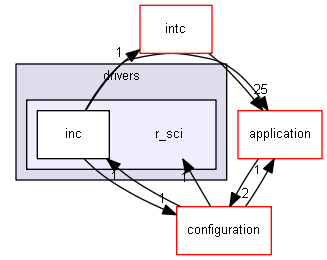 intc
1
drivers
25
inc
r_sci
application
1
1
1
2
1
configuration